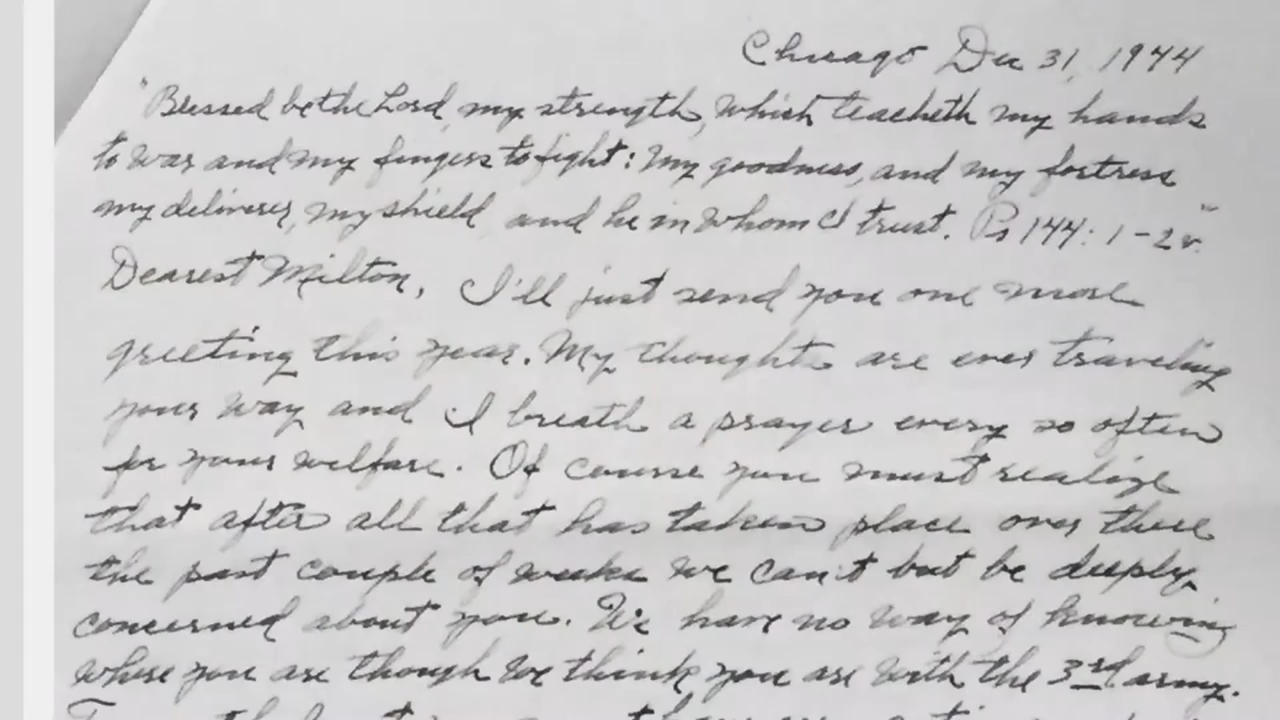 Chicago Dec 31, 1944
"Blessed be the Lord, my strength, which teacheth my hands
to war and my fingers to fight: My goodness, and my fortress
my deliverer, my shield and he in whom I trust. Ps 144: 1-2v."
Dearest Milton, I'll just send you one more
greeting this year. My thoughts are ever traveling
your way and I breath a prayer every so often
for your welfare. Of course you must realize
that after all that has taken place over there
the past couple of weeks we can't but be deeply
concerned about you. We have no way of knowing
where you are though we think you are with the 3rd army.